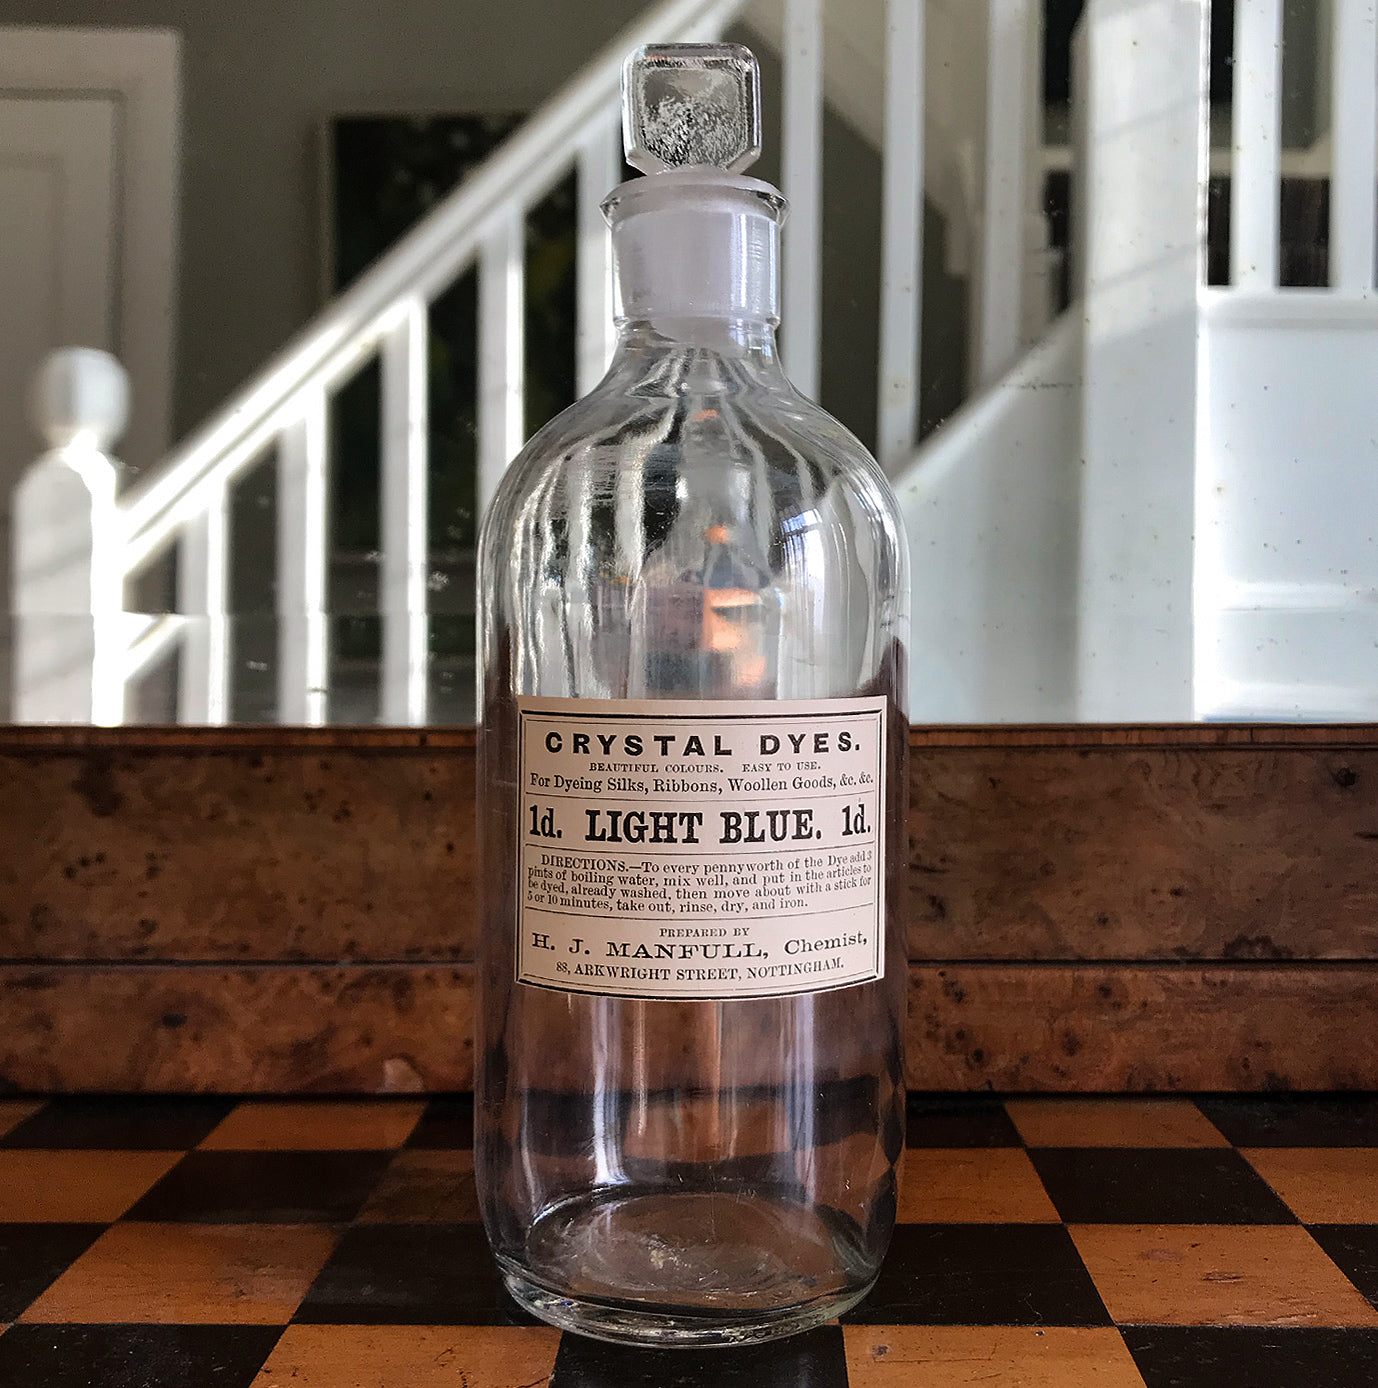 CRYSTAL DYES.
BEAUTIFUL COLOURS. EASY TO USE.
For Dyeing Silks, Ribbons, Woollen Goods, &c. &c.
1d. LIGHT BLUE. 1d.
DIRECTIONS.—To every pennyworth of the Dye add 3
pints of boiling water, mix well, and put in the articles to
be dyed, already washed, then move about with a stick for
5 or 10 minutes, take out, rinse, dry, and iron.
PREPARED BY
H. J. MANFULL, Chemist,
88, ARKWRIGHT STREET, NOTTINGHAM.